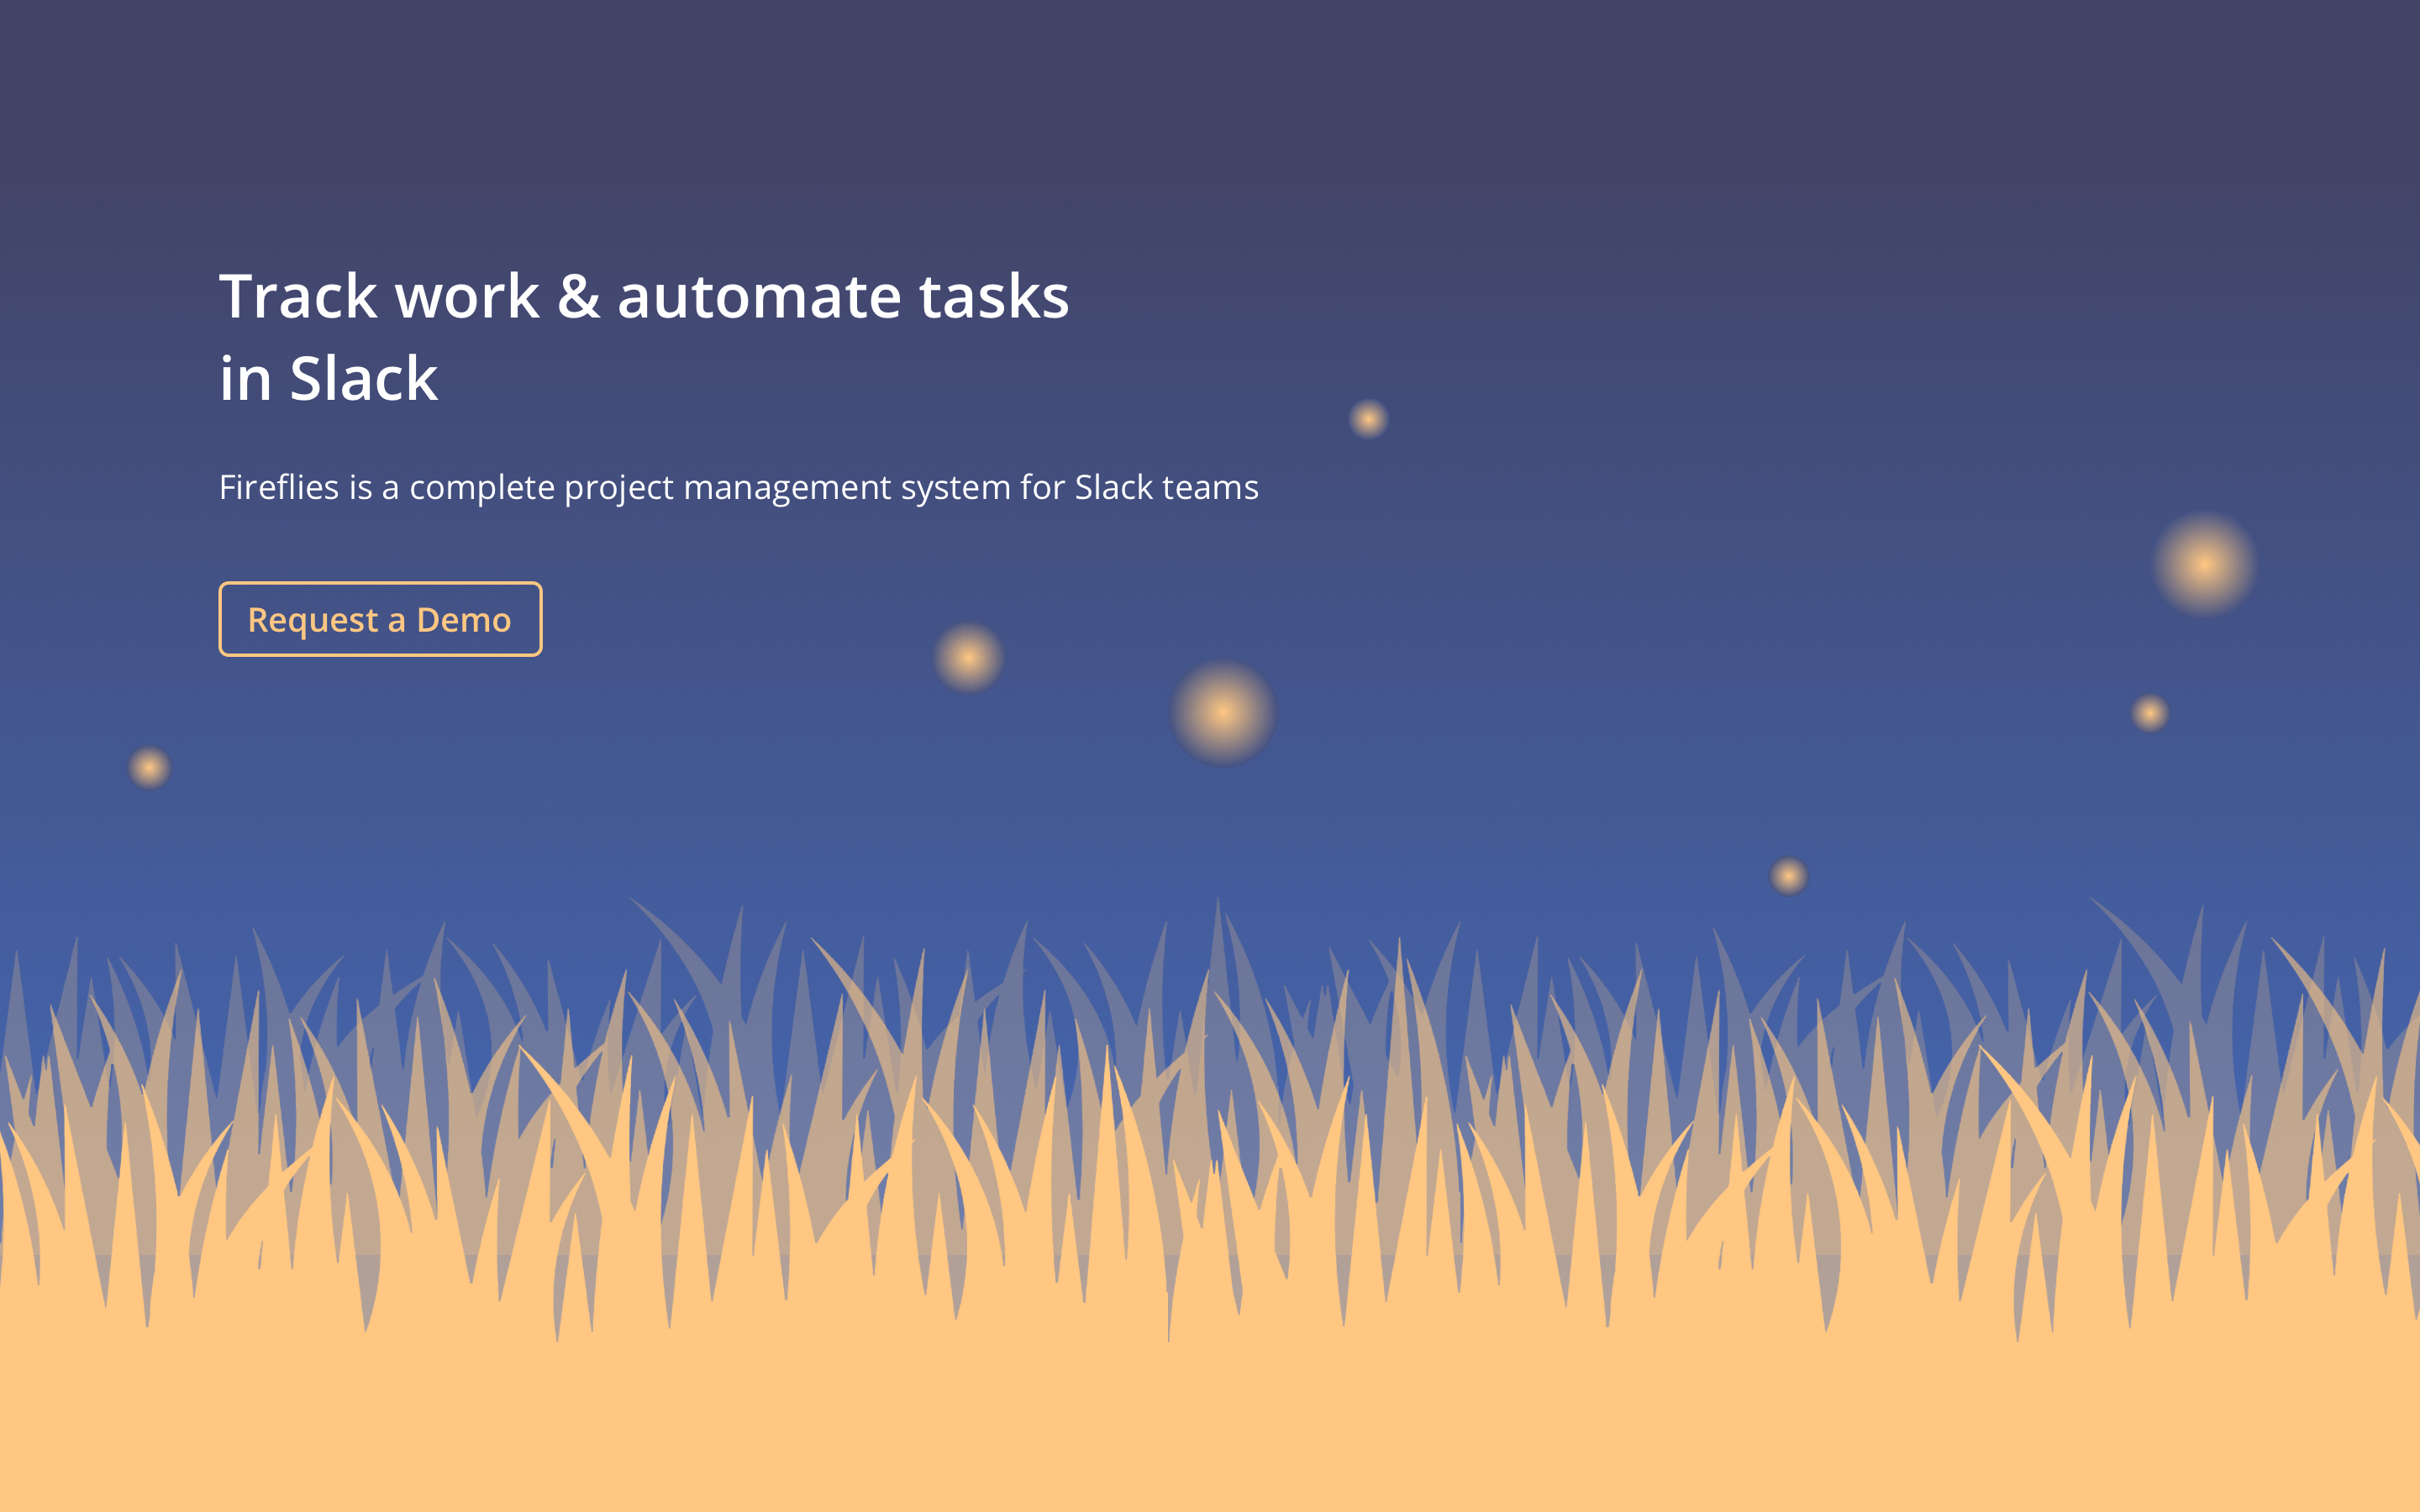 Track work & automate tasks
in Slack
Fireflies is a complete project management system for Slack teams
Request a Demo